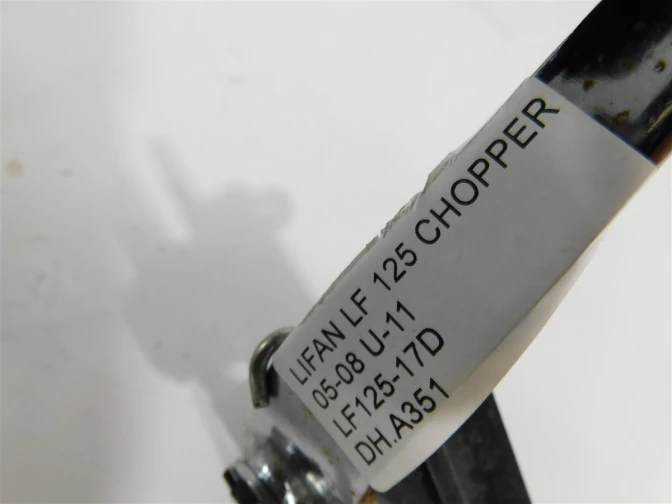 LIFAN LF 125 CHOPPER
05-08 U-11
LF125-17D
DH.A351